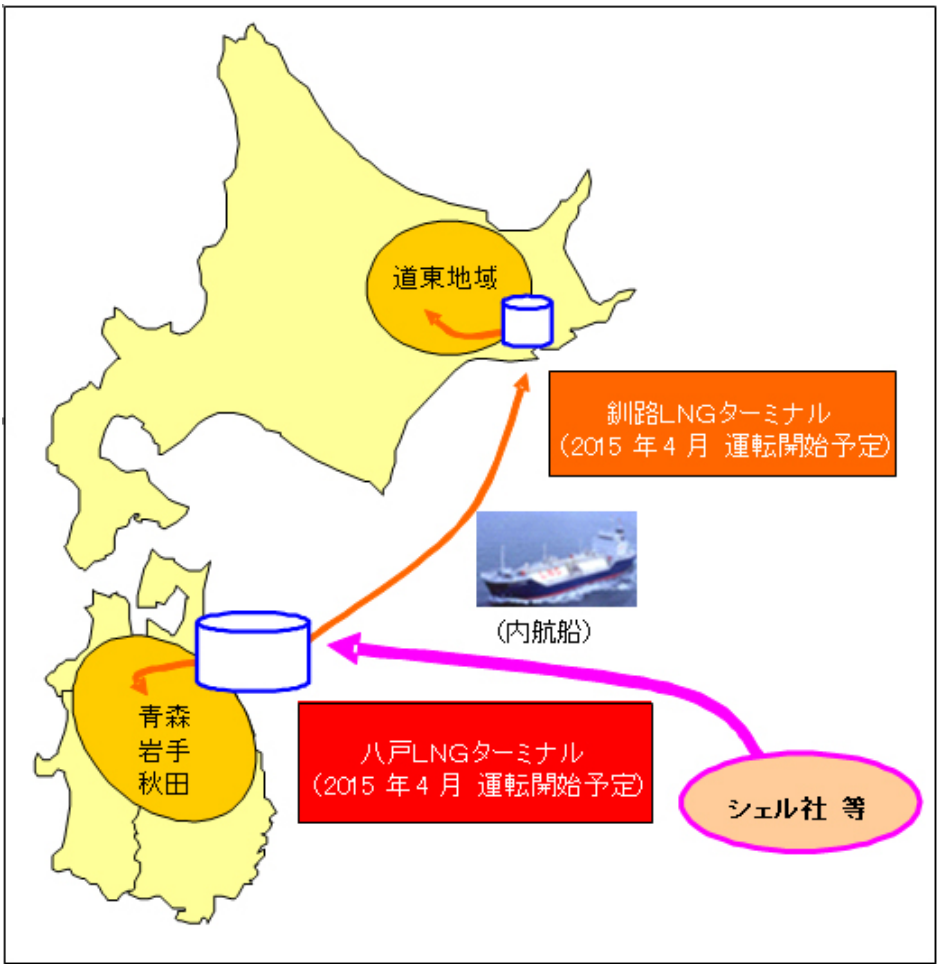 道東地域
釧路LNGターミナル
(2015 年4 月 運転開始予定)
(内航船)
青森
岩手
秋田
八戸LNGターミナル
(2015 年4 月 運転開始予定)
シェル社 等